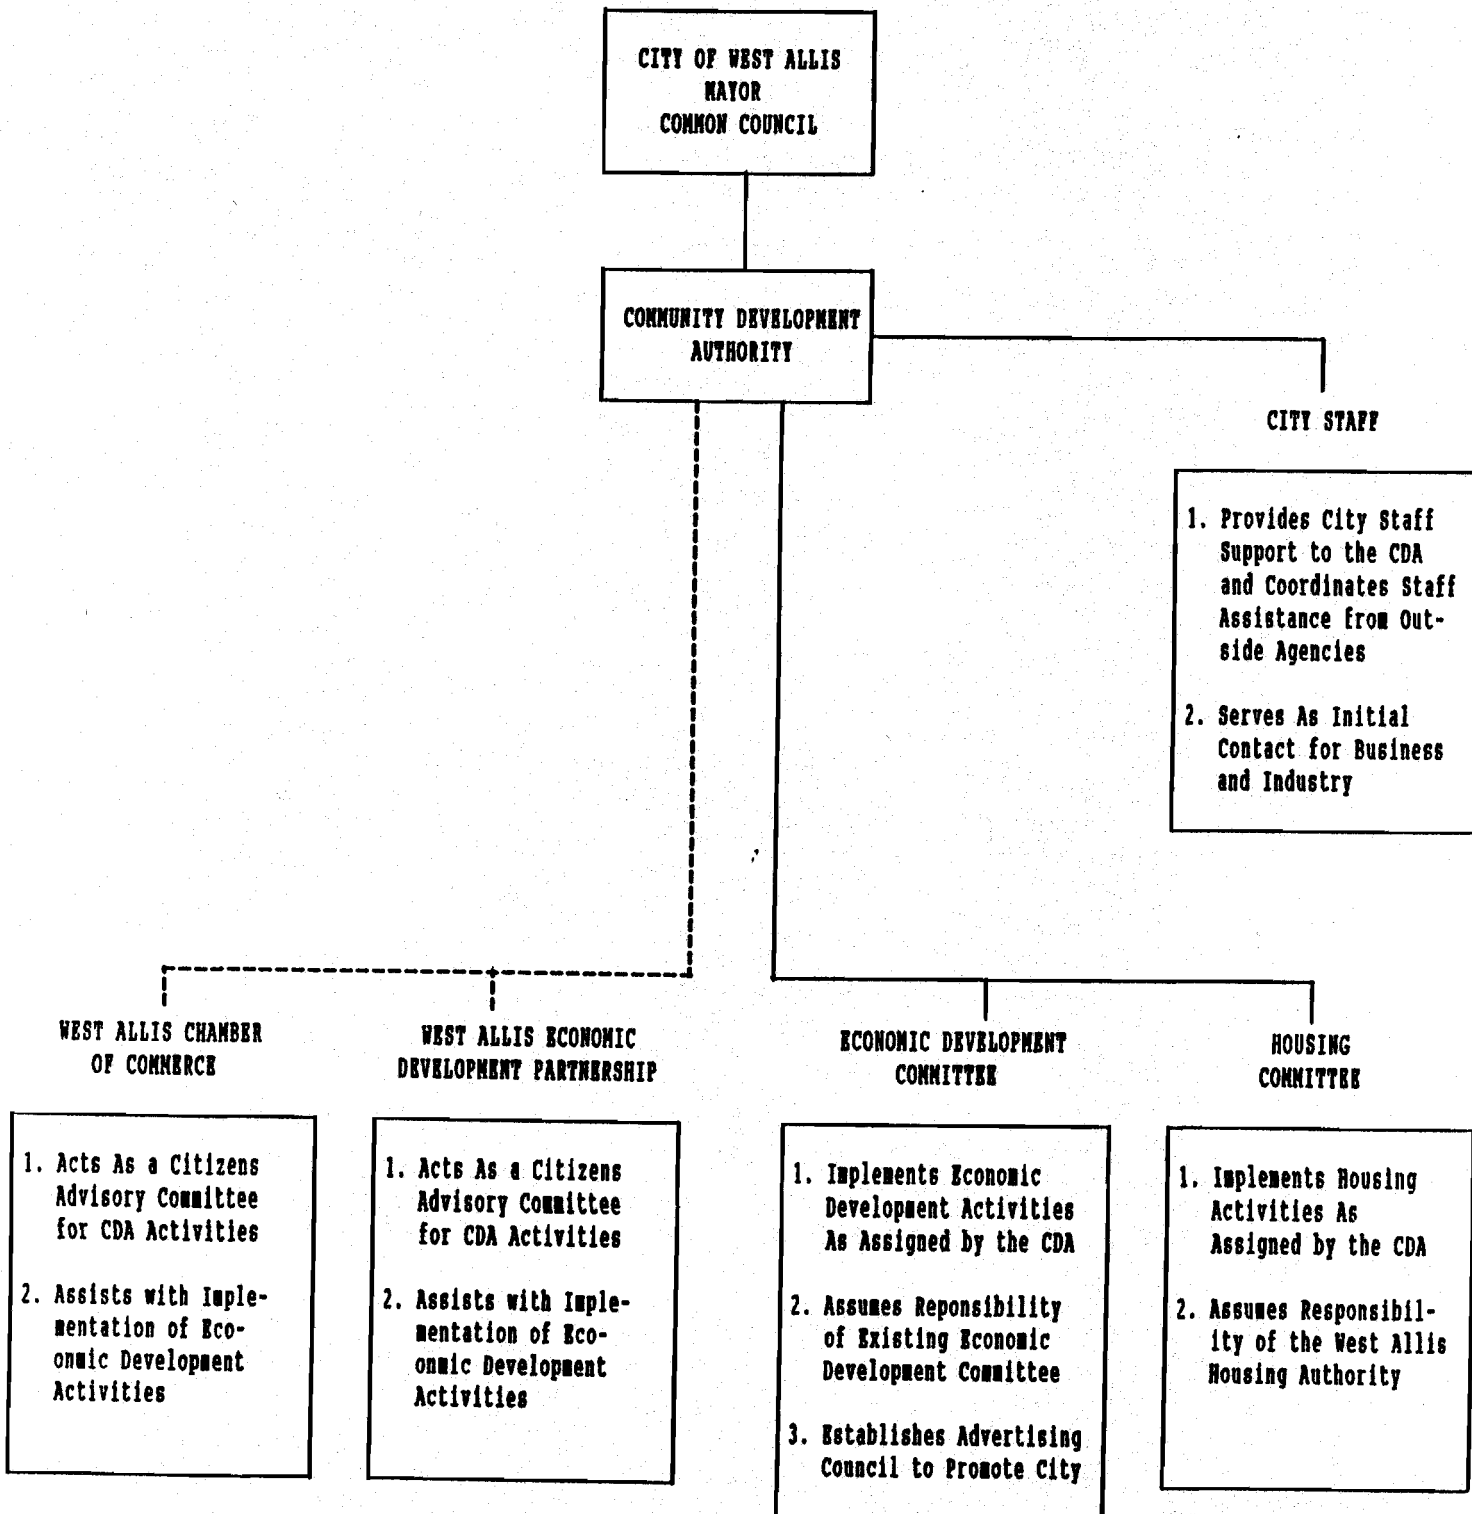 CITY OF WEST ALLIS
MAYOR
COMMON COUNCIL
COMMUNITY DEVELOPMENT
AUTHORITY
CITY STAFF
1. Provides City Staff
Support to the CDA
and Coordinates Staff
Assistance from Out-
side Agencies
2. Serves As Initial
Contact for Business
and Industry
WEST ALLIS CHAMBER
OF COMMERCE
1. Acts As a Citizens
Advisory Committee
for CDA Activities
2. Assists with Imple-
mentation of Eco-
onmic Development
Activities
WEST ALLIS ECONOMIC
DEVELOPMENT PARTNERSHIP
1. Acts As a Citizens
Advisory Committee
for CDA Activities
2. Assists with Imple-
mentation of Eco-
onmic Development
Activities
ECONOMIC DEVELOPMENT
COMMITTEE
1. Implements Economic
Development Activities
As Assigned by the CDA
2. Assumes Reponsibility
of Existing Economic
Development Committee
3. Establishes Advertising
Council to Promote City
HOUSING
COMMITTEE
1. Implements Housing
Activities As
Assigned by the CDA
2. Assumes Responsibil-
ity of the West Allis
Housing Authority